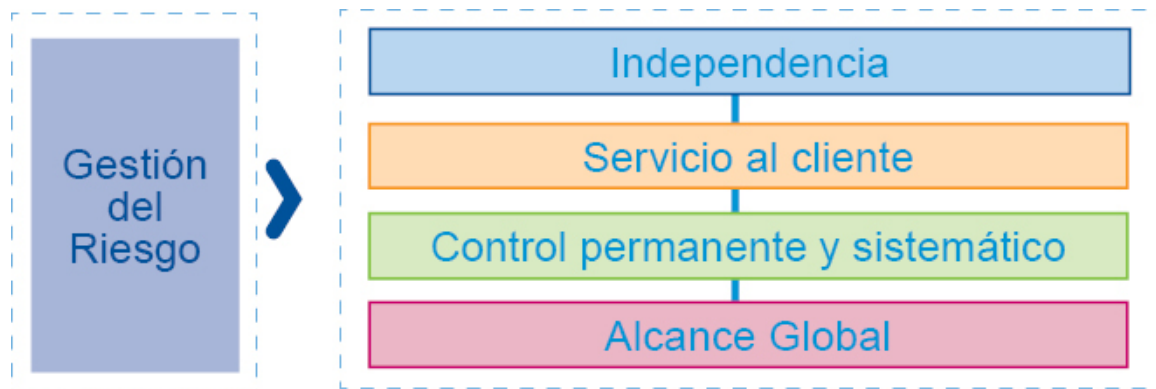 Gestión
del
Riesgo
Independencia
Servicio al cliente
Control permanente y sistemático
Alcance Global